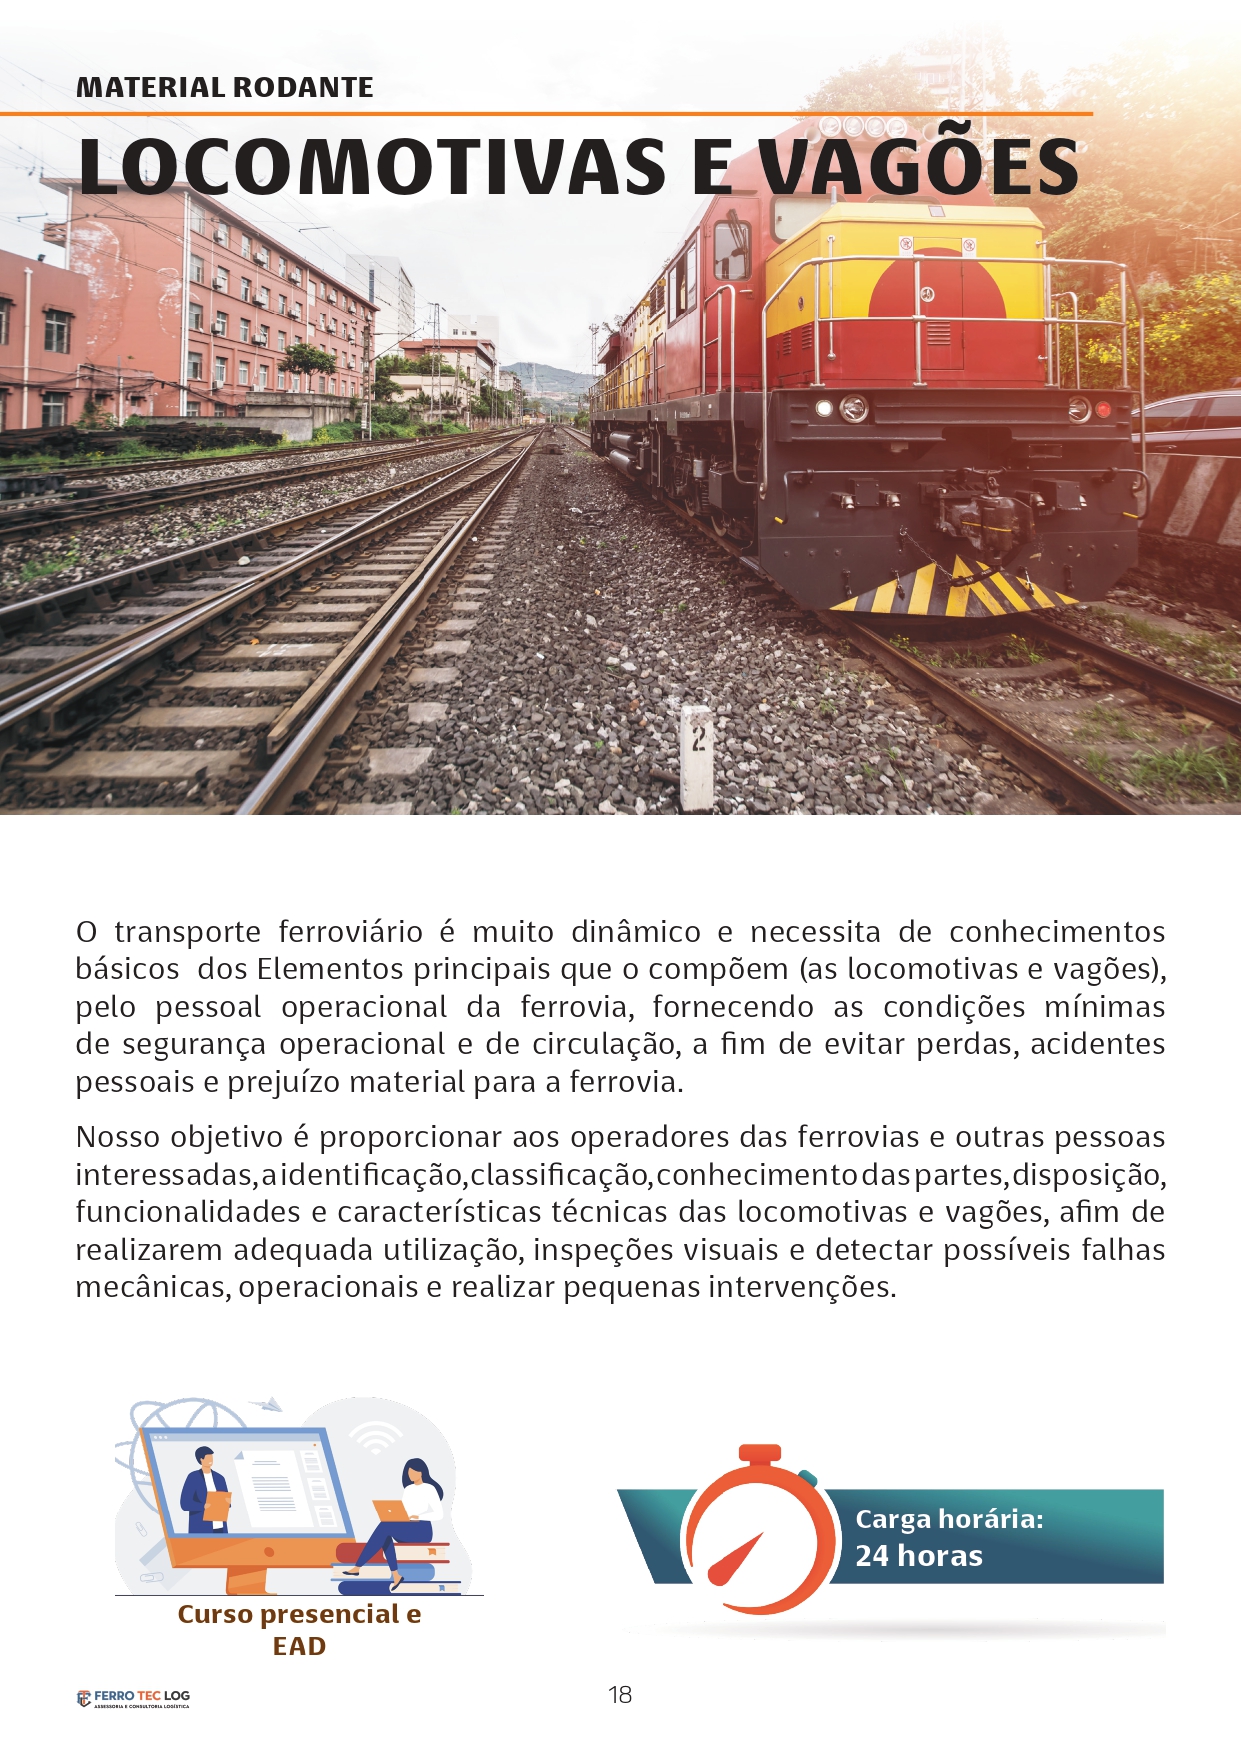 MATERIAL RODANTE
LOCOMOTIVAS E VAGÕES
2
O transporte ferroviário é muito dinâmico e necessita de conhecimentos
básicos dos Elementos principais que o compõem (as locomotivas e vagões),
pelo pessoal operacional da ferrovia, fornecendo as condições mínimas
de segurança operacional e de circulação, a fim de evitar perdas, acidentes
pessoais e prejuízo material para a ferrovia.
Nosso objetivo é proporcionar aos operadores das ferrovias e outras pessoas
interessadas, a identificação, classificação, conhecimento das partes, disposição,
funcionalidades e características técnicas das locomotivas e vagões, afim de
realizarem adequada utilização, inspeções visuais e detectar possíveis falhas
mecânicas, operacionais e realizar pequenas intervenções.
Carga horária:
24 horas
Curso presencial e
EAD
FERRO TEC LOG
ASSESSORIA E CONSULTORIA LOGÍSTICA
18